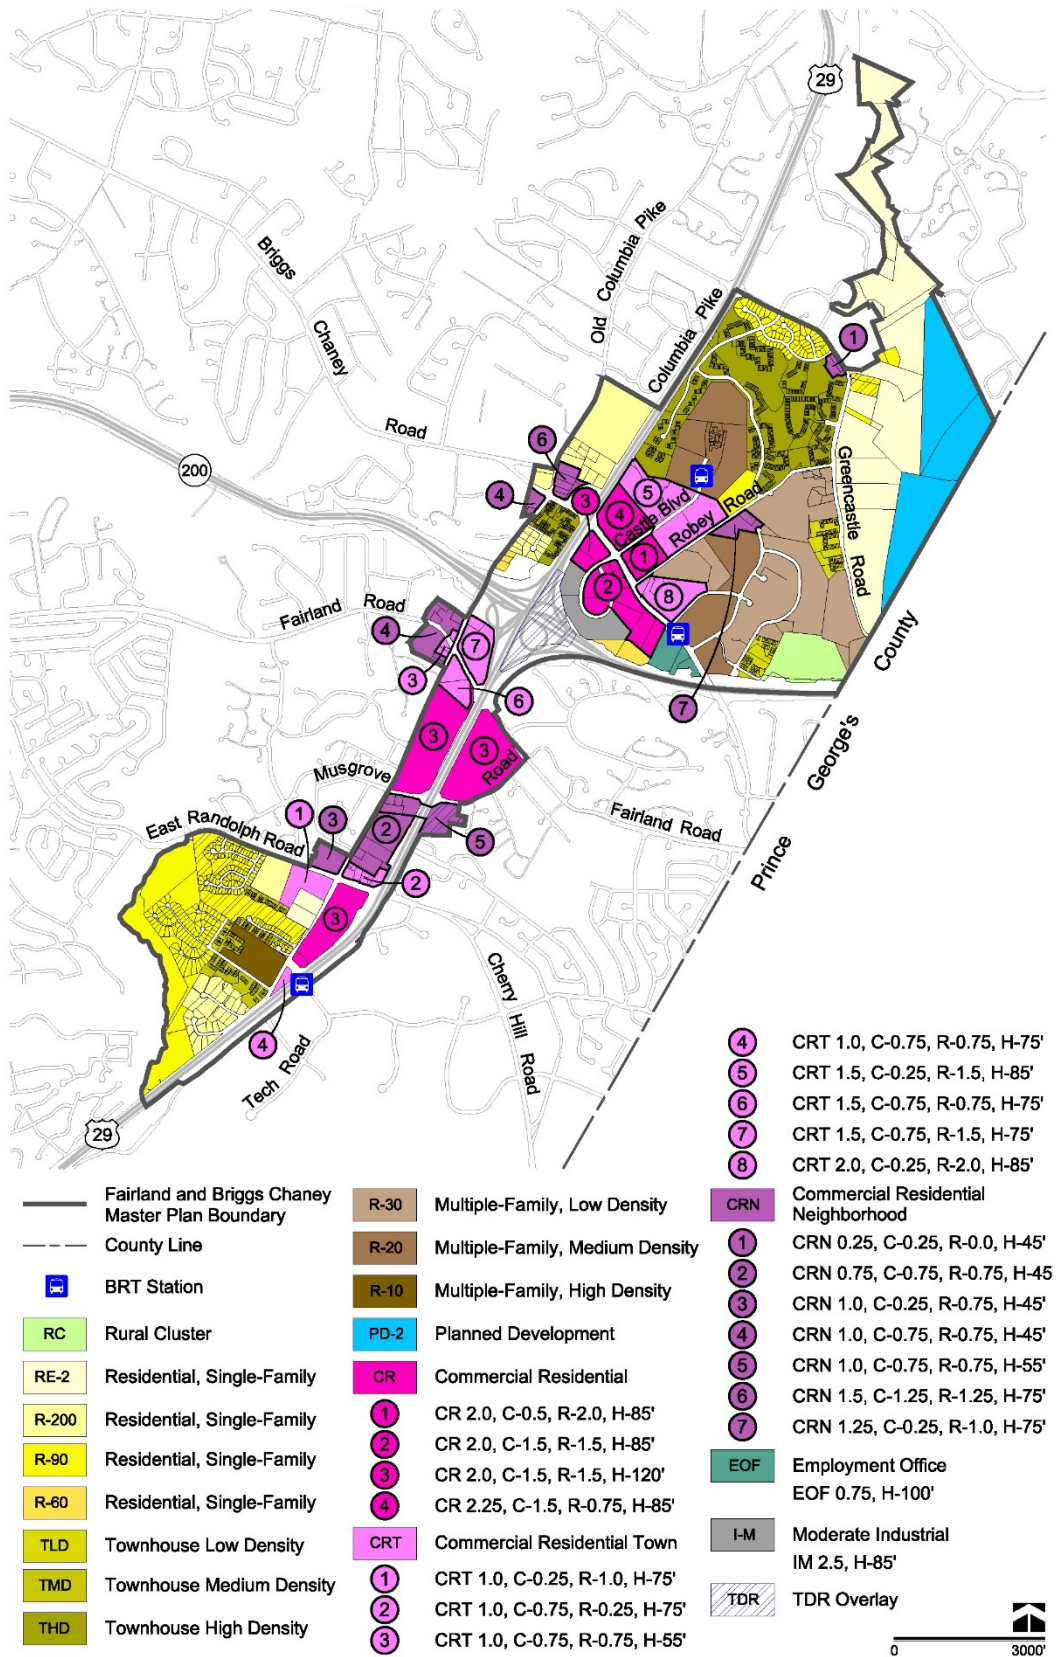 29
Old Columbia Pike
Columbia Pike
Briggs
Chaney
Road
200
1
6
4
3
5
4
Castle Blvd
Robey Road
1
2
8
7
Greencastle
Road
County
George's
Prince
Fairland Road
4
7
3
6
3
3
Road
Musgrove
Fairland Road
East Randolph Road
1
3
2
5
2
3
4
Tech Road
Cherry Hill Road
29
Fairland and Briggs Chaney
Master Plan Boundary
County Line
BRT Station
RC Rural Cluster
RE-2 Residential, Single-Family
R-200 Residential, Single-Family
R-90 Residential, Single-Family
R-60 Residential, Single-Family
TLD Townhouse Low Density
TMD Townhouse Medium Density
THD Townhouse High Density
R-30 Multiple-Family, Low Density
R-20 Multiple-Family, Medium Density
R-10 Multiple-Family, High Density
PD-2 Planned Development
CR Commercial Residential
1 CR 2.0, C-0.5, R-2.0, H-85'
2 CR 2.0, C-1.5, R-1.5, H-85'
3 CR 2.0, C-1.5, R-1.5, H-120'
4 CR 2.25, C-1.5, R-0.75, H-85'
CRT Commercial Residential Town
1 CRT 1.0, C-0.25, R-1.0, H-75'
2 CRT 1.0, C-0.75, R-0.25, H-75'
3 CRT 1.0, C-0.75, R-0.75, H-55'
4 CRT 1.0, C-0.75, R-0.75, H-75'
5 CRT 1.5, C-0.25, R-1.5, H-85'
6 CRT 1.5, C-0.75, R-0.75, H-75'
7 CRT 1.5, C-0.75, R-1.5, H-75'
8 CRT 2.0, C-0.25, R-2.0, H-85'
CRN Commercial Residential
Neighborhood
1 CRN 0.25, C-0.25, R-0.0, H-45'
2 CRN 0.75, C-0.75, R-0.75, H-45
3 CRN 1.0, C-0.25, R-0.75, H-45'
4 CRN 1.0, C-0.75, R-0.75, H-45'
5 CRN 1.0, C-0.75, R-0.75, H-55'
6 CRN 1.5, C-1.25, R-1.25, H-75'
7 CRN 1.25, C-0.25, R-1.0, H-75'
EOF Employment Office
EOF 0.75, H-100'
I-M Moderate Industrial
IM 2.5, H-85'
TDR TDR Overlay
0 3000'